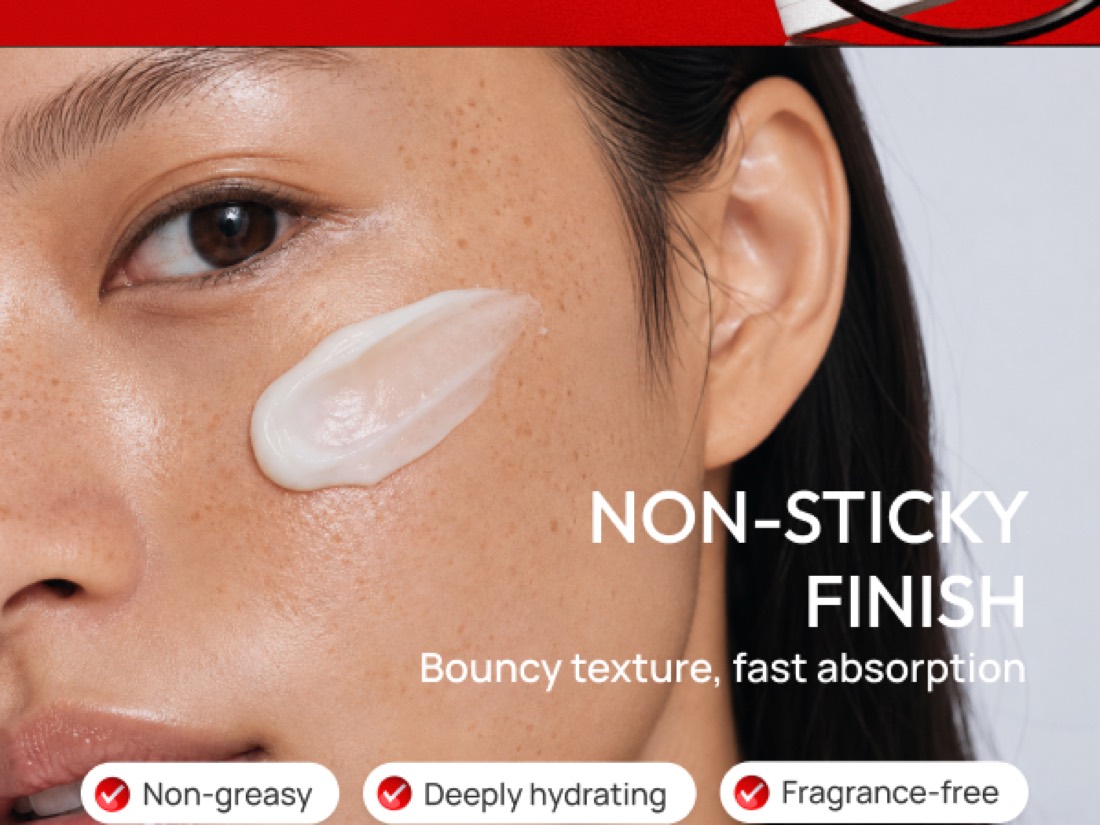 NON-STICKY
FINISH
Bouncy texture, fast absorption
Non-greasy
Deeply hydrating
Fragrance-free